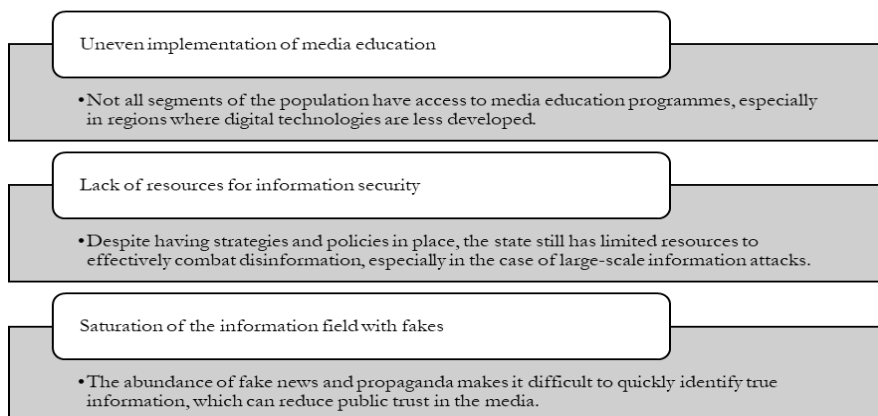 Uneven implementation of media education
•Not all segments of the population have access to media education programmes, especially
in regions where digital technologies are less developed.
Lack of resources for information security
•Despite having strategies and policies in place, the state still has limited resources to
effectively combat disinformation, especially in the case of large-scale information attacks.
Saturation of the information field with fakes
•The abundance of fake news and propaganda makes it difficult to quickly identify true
information, which can reduce public trust in the media.